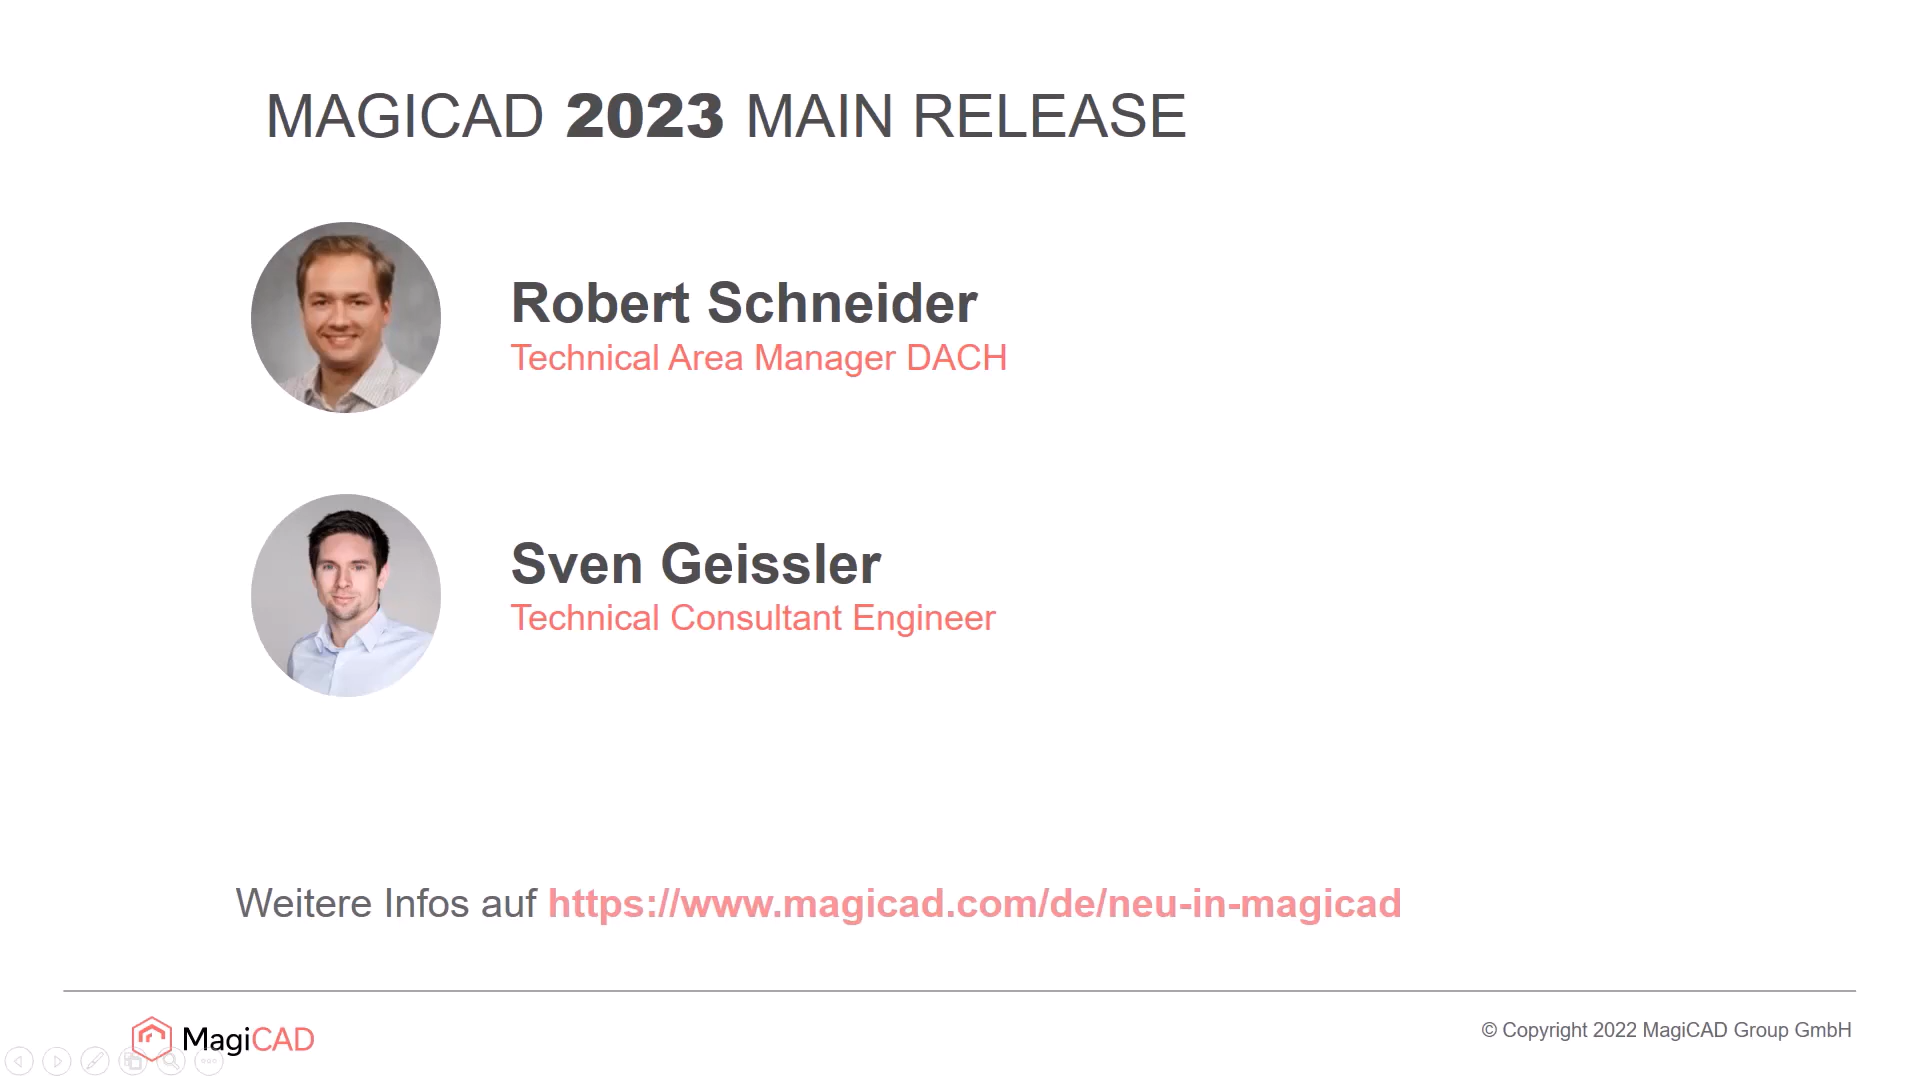 MAGICAD 2023 MAIN RELEASE
Robert Schneider
Technical Area Manager DACH
Sven Geissler
Technical Consultant Engineer
Weitere Infos auf https://www.magicad.com/de/neu-in-magicad
MagiCAD
© Copyright 2022 MagiCAD Group GmbH